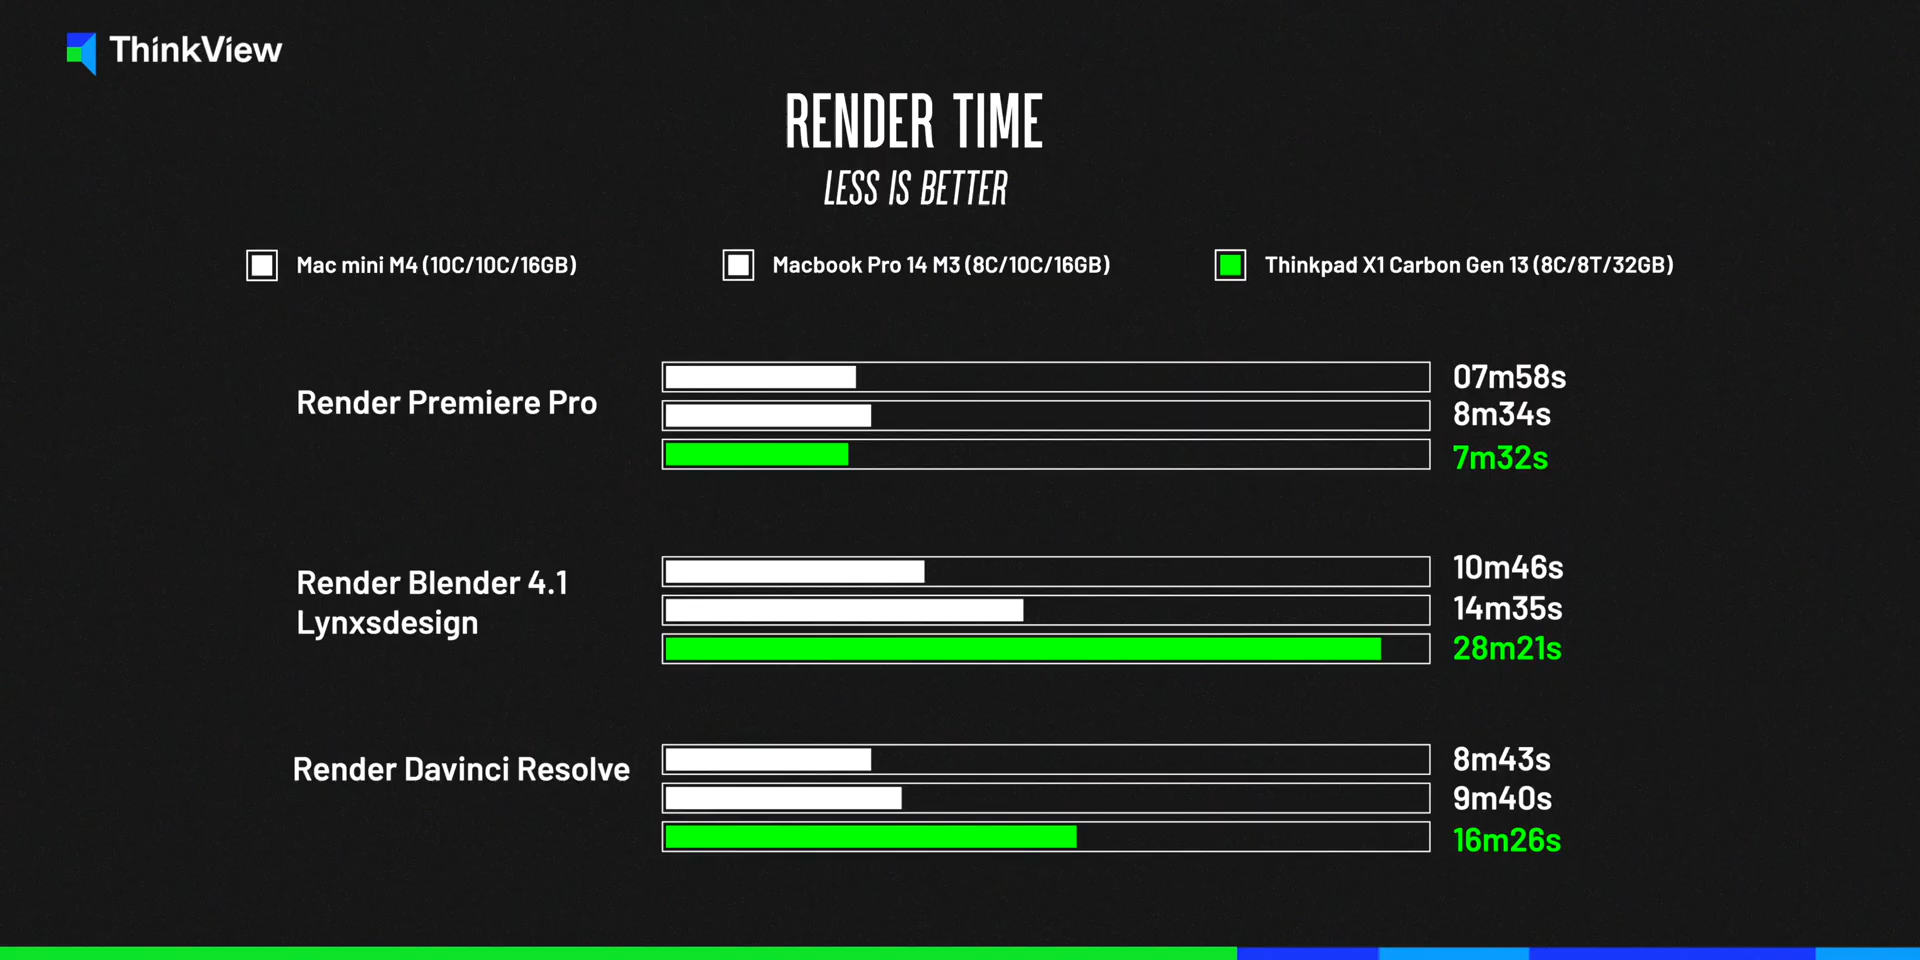 ThinkView
RENDER TIME
LESS IS BETTER
Mac mini M4 (10C/10C/16GB)
Macbook Pro 14 M3 (8C/10C/16GB)
Thinkpad X1 Carbon Gen 13 (8C/8T/32GB)
Render Premiere Pro
07m58s
8m34s
7m32s
Render Blender 4.1
Lynxsdesign
10m46s
14m35s
28m21s
Render Davinci Resolve
8m43s
9m40s
16m26s